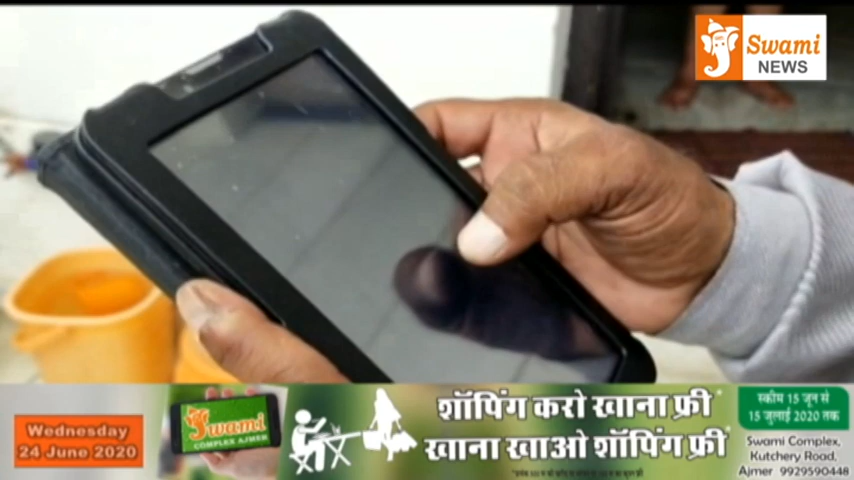 Swami
NEWS
Wednesday
24 June 2020
Swami
COMPLEX AJMER
शॉपिंग करो खाना फ्री*
खाना खाओ शॉपिंग फ्री*
स्कीम 15 जून से
15 जुलाई 2020 तक
Swami Complex,
Kutchery Road,
Ajmer 9929590448